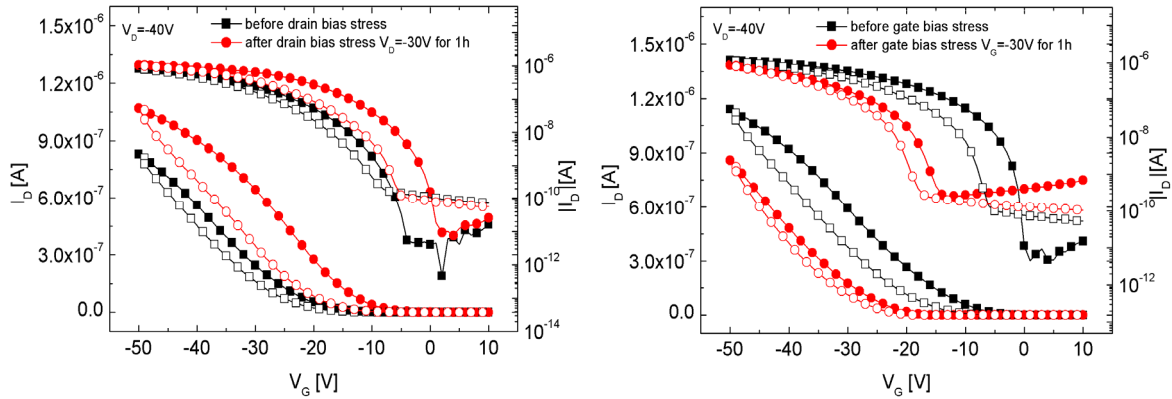 V_D=-40V
before drain bias stress
after drain bias stress V_D=-30V for 1h
1.5x10^-6
1.2x10^-6
9.0x10^-7
6.0x10^-7
3.0x10^-7
0.0
I_D [A]
10^-6
10^-8
10^-10
10^-12
10^-14
|I_D| [A]
-50 -40 -30 -20 -10 0 10
V_G [V]
V_D=-40V
before gate bias stress
after gate bias stress V_G=-30V for 1h
1.5x10^-6
1.2x10^-6
9.0x10^-7
6.0x10^-7
3.0x10^-7
0.0
I_D [A]
10^-6
10^-8
10^-10
10^-12
|I_D| [A]
-50 -40 -30 -20 -10 0 10
V_G [V]